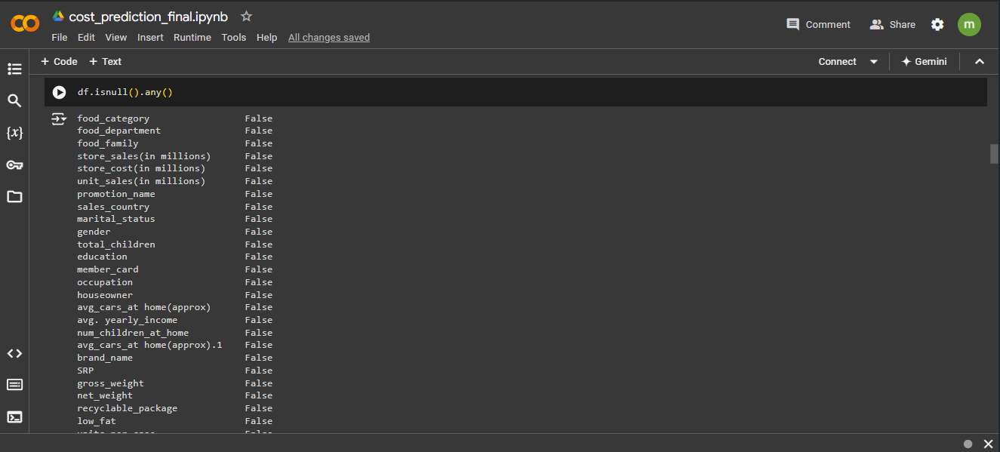 cost_prediction_final.ipynb
File Edit View Insert Runtime Tools Help All changes saved
Comment Share m
+ Code + Text
Connect Gemini
{x}
df.isnull().any()
food_category False
food_department False
food_family False
store_sales(in millions) False
store_cost(in millions) False
unit_sales(in millions) False
promotion_name False
sales_country False
marital_status False
gender False
total_children False
education False
member_card False
occupation False
houseowner False
avg_cars_at home(approx) False
avg. yearly_income False
num_children_at_home False
avg_cars_at home(approx).1 False
brand_name False
SRP False
gross_weight False
net_weight False
recyclable_package False
low_fat False